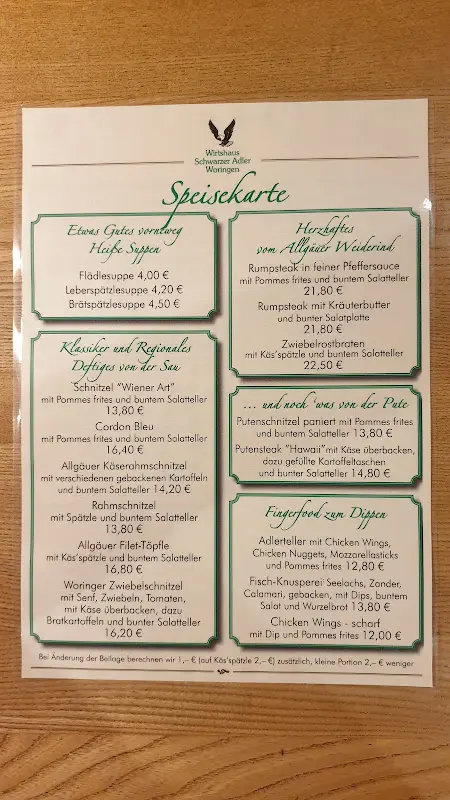 Wirtshaus
Schwarzer Adler
Woringen
Speisekarte
Etwas Gutes vorneweg
Heiße Suppen
Flädlesuppe 4,00 €
Leberspätzlesuppe 4,20 €
Brätspätzlesuppe 4,50 €
Klassiker und Regionales
Deftiges von der Sau
Schnitzel "Wiener Art"
mit Pommes frites und buntem Salatteller
13,80 €
Cordon Bleu
mit Pommes frites und buntem Salatteller
16,40 €
Allgäuer Käserahmschnitzel
mit verschiedenen gebackenen Kartoffeln
und buntem Salatteller 14,20 €
Rahmschnitzel
mit Spätzle und buntem Salatteller
13,80 €
Allgäuer Filet-Töpfle
mit Käs'spätzle und buntem Salatteller
16,80 €
Woringer Zwiebelschnitzel
mit Senf, Zwiebeln, Tomaten,
mit Käse überbacken, dazu
Bratkartoffeln und bunter Salatteller
16,20 €
Herzhaftes
vom Allgäuer Weiderind
Rumpsteak in feiner Pfeffersauce
mit Pommes frites und buntem Salatteller
21,80 €
Rumpsteak mit Kräuterbutter
und bunter Salatplatte
21,80 €
Zwiebelrostbraten
mit Käs'spätzle und buntem Salatteller
22,50 €
... und noch 'was von der Pute
Putenschnitzel paniert mit Pommes frites
und buntem Salatteller 13,80 €
Putensteak "Hawaii" mit Käse überbacken,
dazu gefüllte Kartoffeltaschen
und bunter Salatteller 14,80 €
Fingerfood zum Dippen
Adlerteller mit Chicken Wings,
Chicken Nuggets, Mozzarellasticks
und Pommes frites 12,80 €
Fisch-Knusperei Seelachs, Zander,
Calamari, gebacken, mit Dips, buntem
Salat und Wurzelbrot 13,80 €
Chicken Wings - scharf
mit Dip und Pommes frites 12,00 €
Bei Änderung der Beilage berechnen wir 1,– € (auf Käs'spätzle 2,– €) zusätzlich, kleine Portion 2,– € weniger